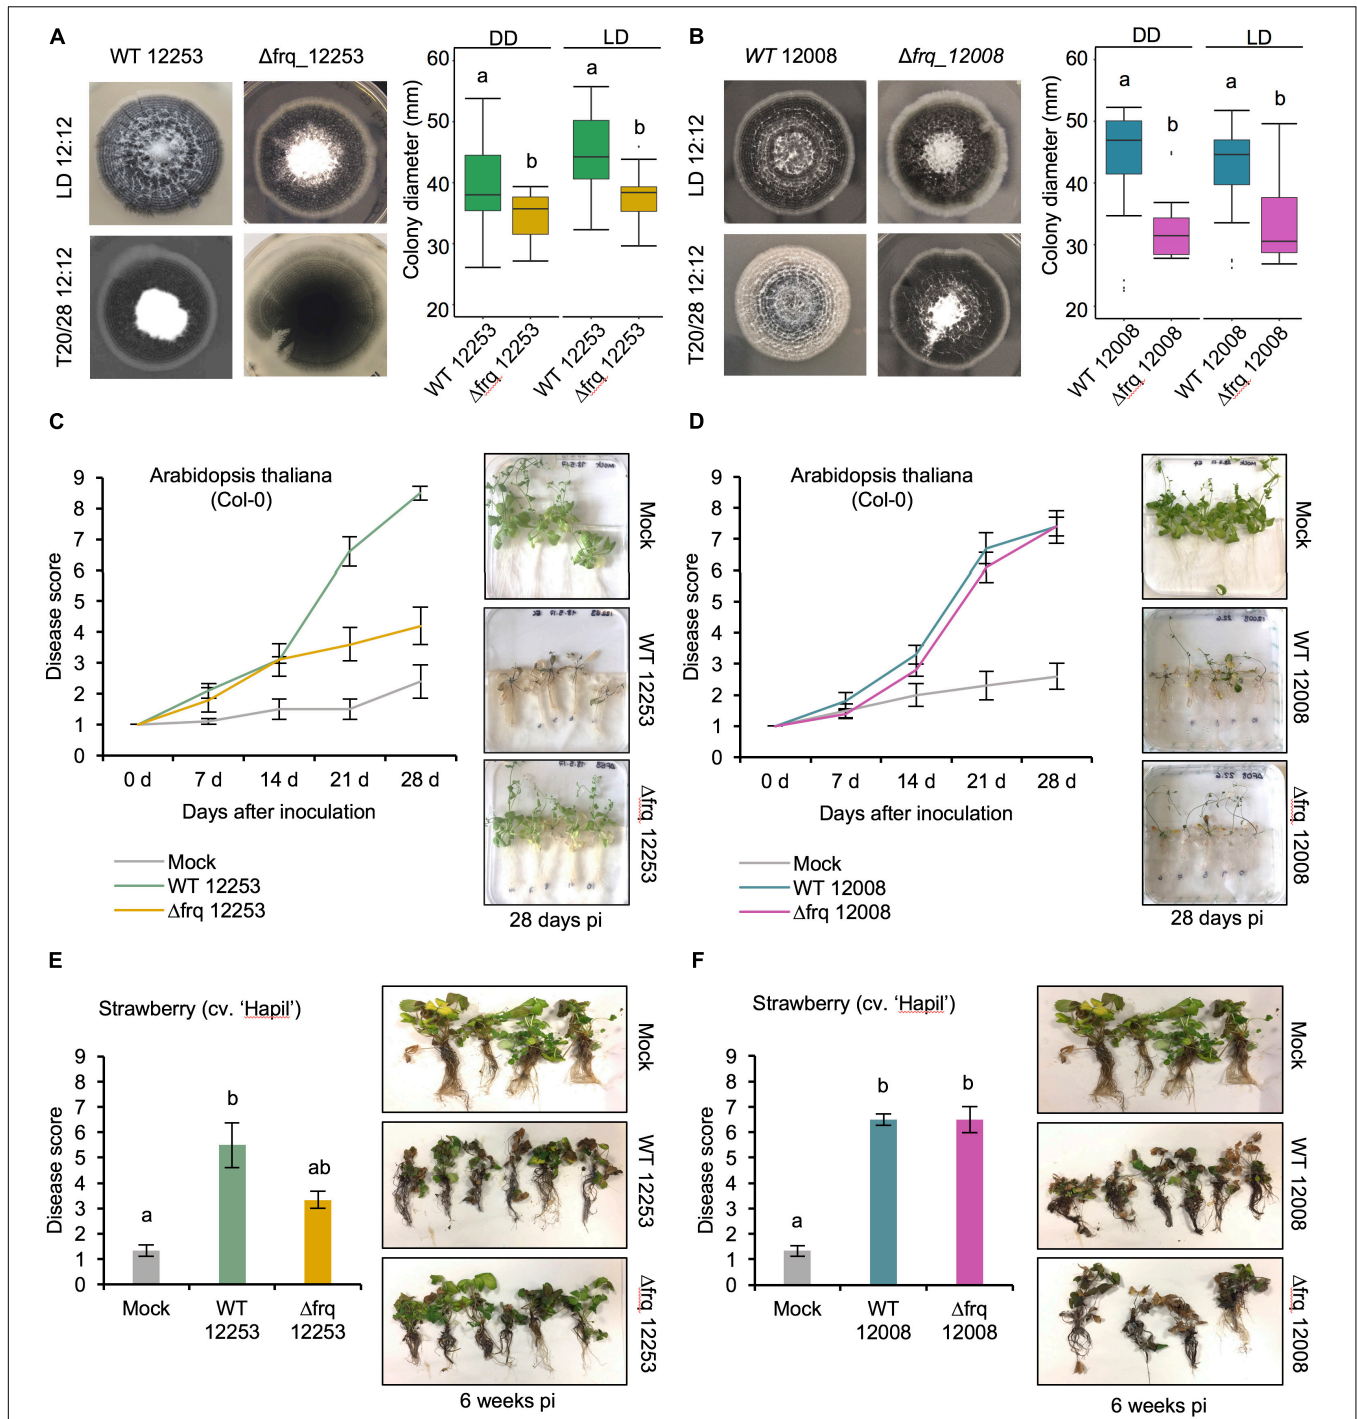 A
WT 12253
Δfrq_12253
LD 12:12
T20/28 12:12
DD
LD
Colony diameter (mm)
60
50
40
30
20
a
b
a
b
WT 12253
Δfrq 12253
WT 12253
Δfrq 12253
B
WT 12008
Δfrq_12008
LD 12:12
T20/28 12:12
DD
LD
Colony diameter (mm)
60
50
40
30
20
a
b
a
b
WT 12008
Δfrq 12008
WT 12008
Δfrq 12008
C
Arabidopsis thaliana
(Col-0)
Disease score
9
8
7
6
5
4
3
2
1
0
0 d
7 d
14 d
21 d
28 d
Days after inoculation
Mock
WT 12253
Δfrq 12253
Mock
WT 12253
Δfrq 12253
28 days pi
D
Arabidopsis thaliana
(Col-0)
Disease score
9
8
7
6
5
4
3
2
1
0
0 d
7 d
14 d
21 d
28 d
Days after inoculation
Mock
WT 12008
Δfrq 12008
Mock
WT 12008
Δfrq 12008
28 days pi
E
Strawberry (cv. ‘Hapil’)
Disease score
9
8
7
6
5
4
3
2
1
0
a
b
ab
Mock
WT
12253
Δfrq
12253
Mock
WT 12253
Δfrq 12253
6 weeks pi
F
Strawberry (cv. ‘Hapil’)
Disease score
9
8
7
6
5
4
3
2
1
0
a
b
b
Mock
WT
12008
Δfrq
12008
Mock
WT 12008
Δfrq 12008
6 weeks pi